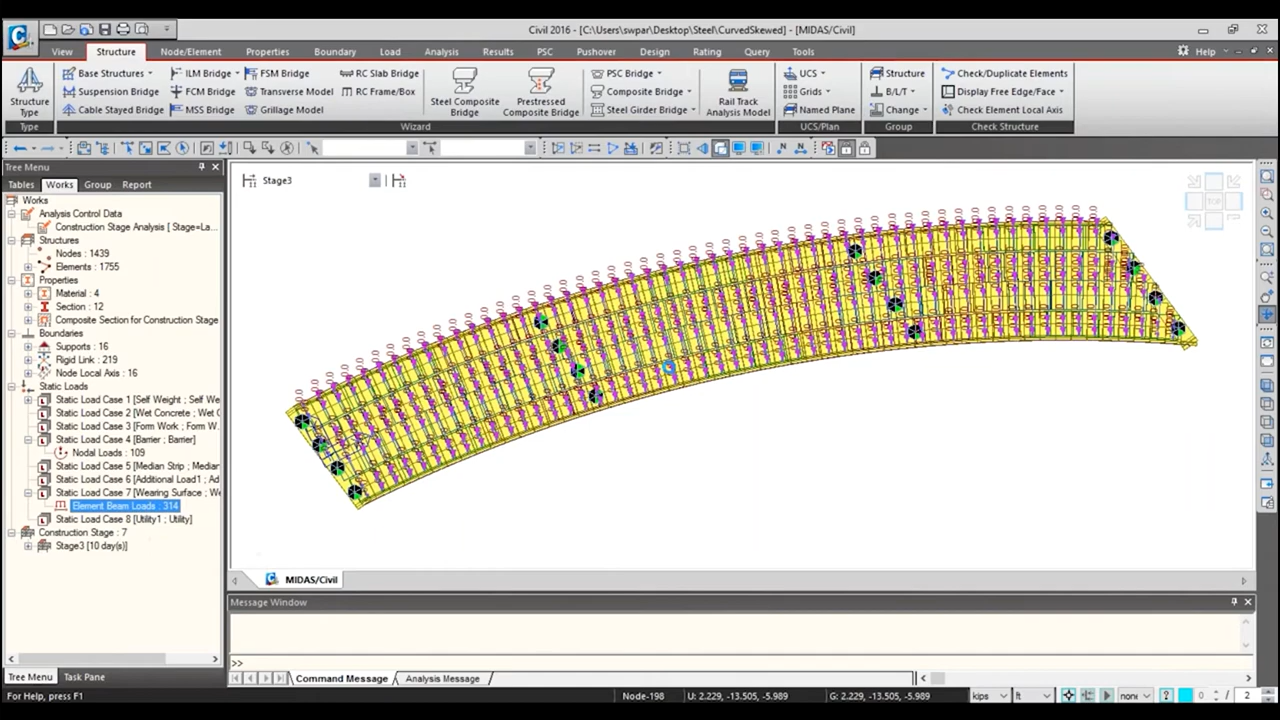 Civil 2016 - [C:\Users\swpar\Desktop\Steel\CurvedSkewed] - [MIDAS/Civil]
View Structure Node/Element Properties Boundary Load Analysis Results PSC Pushover Design Rating Query Tools Help
Base Structures ILM Bridge FSM Bridge RC Slab Bridge PSC Bridge UCS Structure Check/Duplicate Elements
Suspension Bridge FCM Bridge Transverse Model RC Frame/Box Composite Bridge Grids B/L/T Display Free Edge/Face
Structure Type Cable Stayed Bridge MSS Bridge Grillage Model Steel Composite Bridge Prestressed Composite Bridge Steel Girder Bridge Rail Track Analysis Model Named Plane Change Check Element Local Axis
Type Wizard UCS/Plan Group Check Structure
Tree Menu
Tables Works Group Report
Stage3
TOP
Works
Analysis Control Data
Construction Stage Analysis [ Stage=La...
Structures
Nodes : 1439
Elements : 1755
Properties
Material : 4
Section : 12
Composite Section for Construction Stage
Boundaries
Supports : 16
Rigid Link : 219
Node Local Axis : 16
Static Loads
Static Load Case 1 [Self Weight ; Self W
Static Load Case 2 [Wet Concrete ; Wet C
Static Load Case 3 [Form Work ; Form W.
Static Load Case 4 [Barrier ; Barrier]
Nodal Loads : 109
Static Load Case 5 [Median Strip ; Median
Static Load Case 6 [Additional Load1 ; Ad
Static Load Case 7 [Wearing Surface ; We
Element Beam Loads : 314
Static Load Case 8 [Utility1 ; Utility]
Construction Stage : 7
Stage3 [10 day(s)]
MIDAS/Civil
Message Window
>>
Tree Menu Task Pane Command Message Analysis Message
For Help, press F1 Node-198 U: 2.229, -13.505, -5.989 G: 2.229, -13.505, -5.989 kips ft none ? 0 / 2